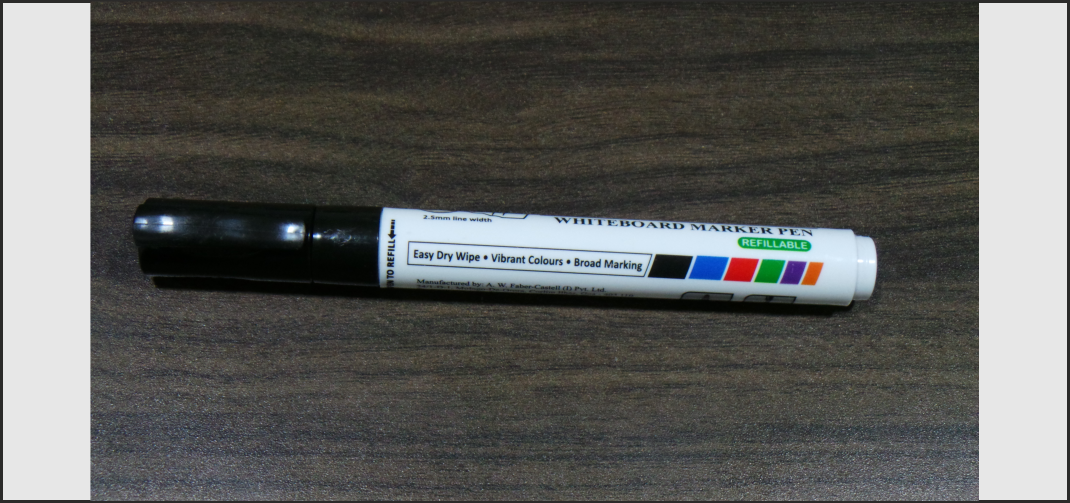 2.5mm line width
WHITEBOARD MARKER PEN
REFILLABLE
Easy Dry Wipe • Vibrant Colours • Broad Marking
TO REFILL
Manufactured by: A. W. Faber-Castell (I) Pvt. Ltd.